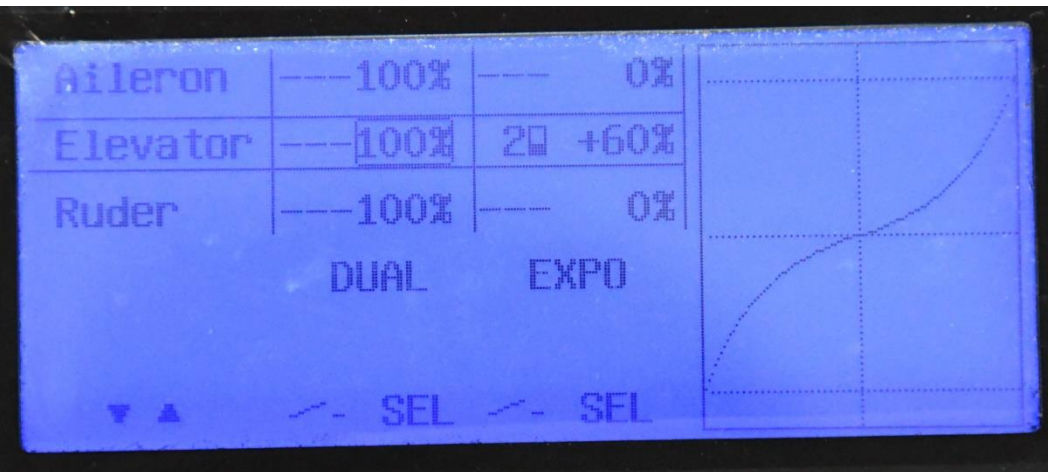 Aileron ---100% --- 0%
Elevator ---100% 2 +60%
Ruder ---100% --- 0%
DUAL EXPO
SEL SEL